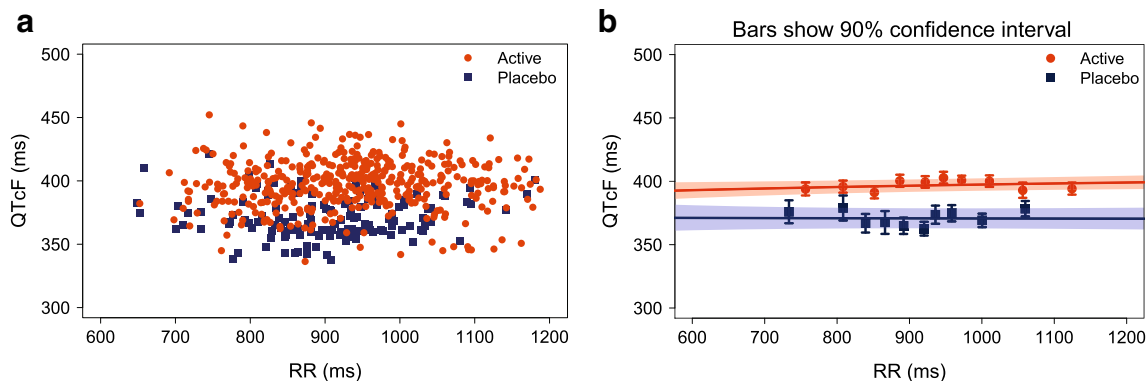 a
500
450
400
350
300
QTcF (ms)
600 700 800 900 1000 1100 1200
RR (ms)
Active
Placebo
b
Bars show 90% confidence interval
500
450
400
350
300
QTcF (ms)
600 700 800 900 1000 1100 1200
RR (ms)
Active
Placebo